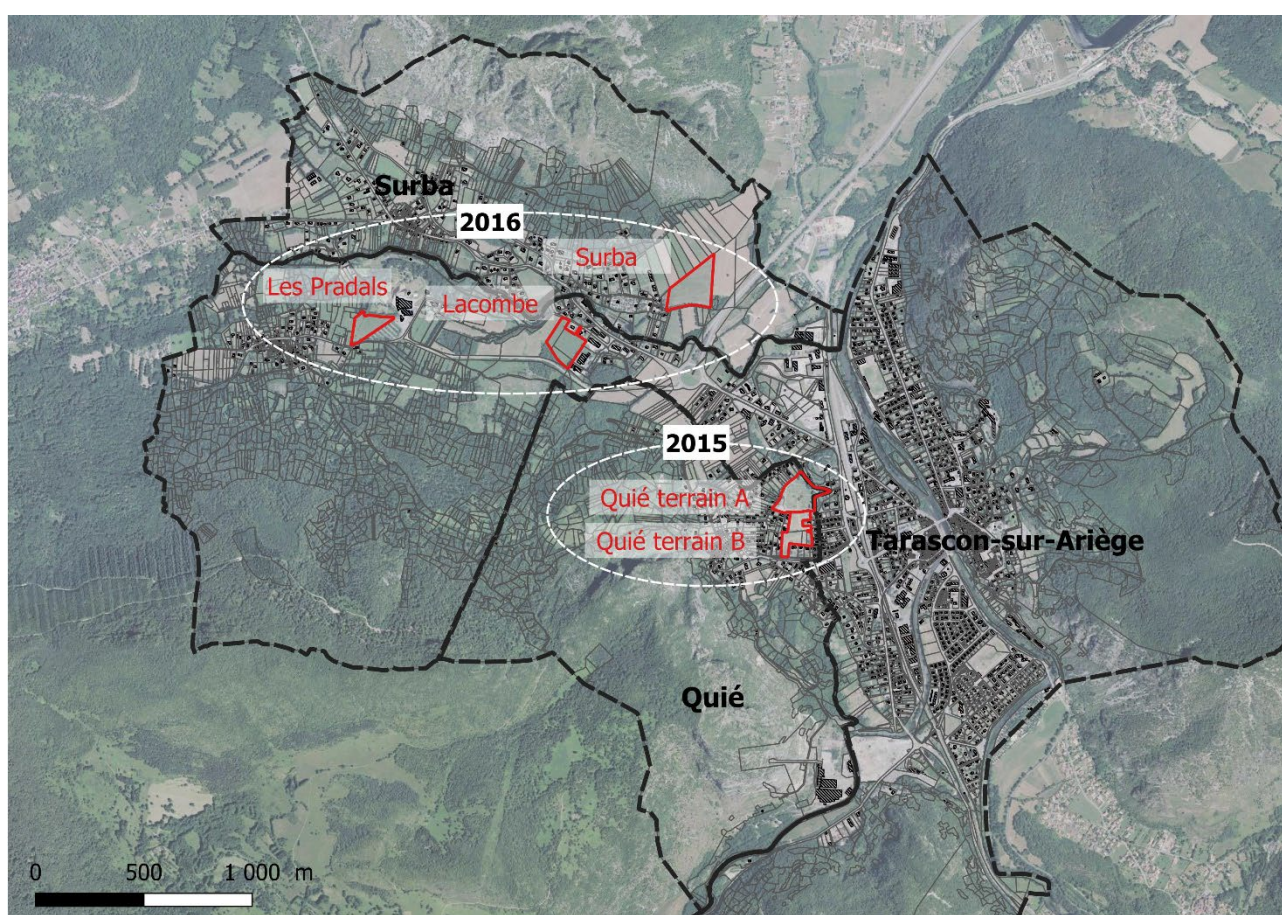 Surba
2016
Surba
Les Pradals
Lacombe
2015
Quié terrain A
Quié terrain B
Tarascon-sur-Ariège
Quié
0 500 1 000 m